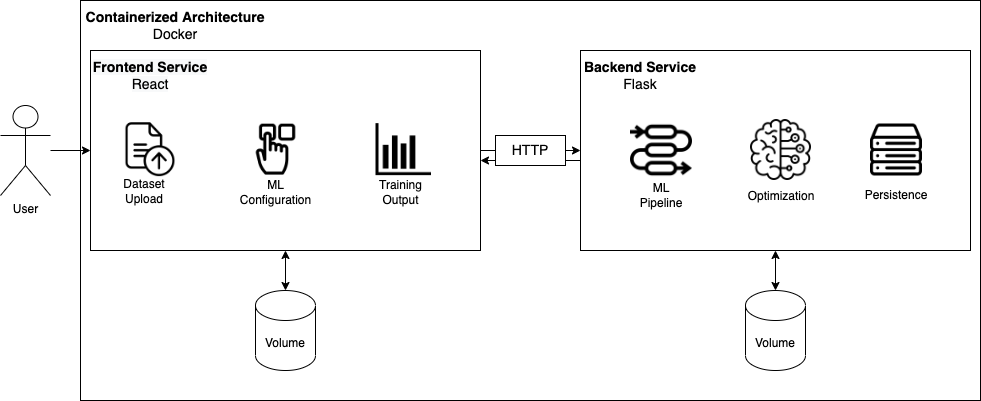 Containerized Architecture
Docker
Frontend Service
React
Backend Service
Flask
User
Dataset
Upload
ML
Configuration
Training
Output
HTTP
ML
Pipeline
Optimization
Persistence
Volume
Volume